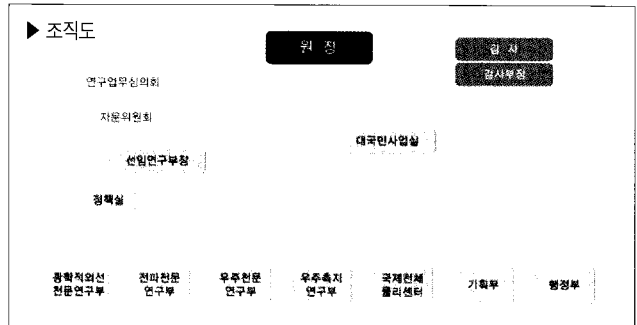 ▶ 조직도
원 장
감 사
감사부장
연구업무심의회
자문위원회
대국민사업실
선임연구부장
정책실
광학적외선
천문연구부
전파천문
연구부
우주천문
연구부
우주측지
연구부
국제천체
물리센터
기획부
행정부